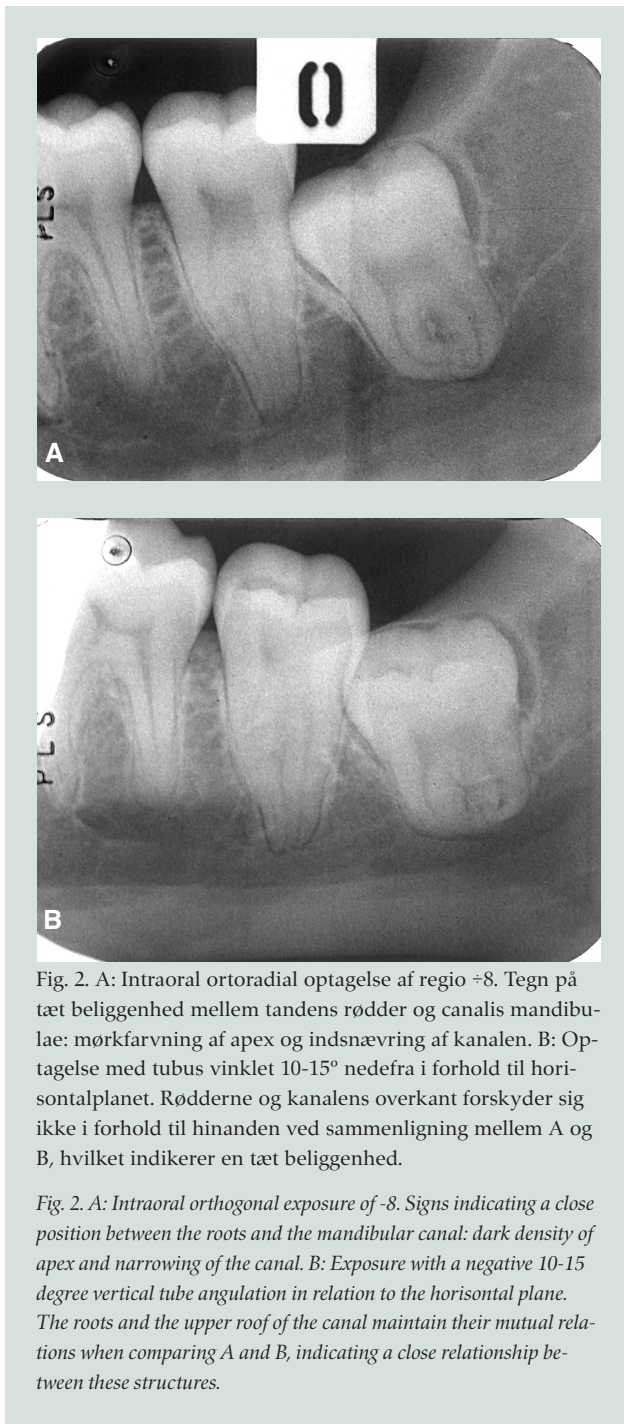 PLS
A
PLS
B
Fig. 2. A: Intraoral ortoradial optagelse af regio ÷8. Tegn på
tæt beliggenhed mellem tandens rødder og canalis mandibu-
lae: mørkfarvning af apex og indsnævring af kanalen. B: Op-
tagelse med tubus vinklet 10-15º nedefra i forhold til hori-
sontalplanet. Rødderne og kanalens overkant forskyder sig
ikke i forhold til hinanden ved sammenligning mellem A og
B, hvilket indikerer en tæt beliggenhed.
Fig. 2. A: Intraoral orthogonal exposure of -8. Signs indicating a close
position between the roots and the mandibular canal: dark density of
apex and narrowing of the canal. B: Exposure with a negative 10-15
degree vertical tube angulation in relation to the horisontal plane.
The roots and the upper roof of the canal maintain their mutual rela-
tions when comparing A and B, indicating a close relationship be-
tween these structures.